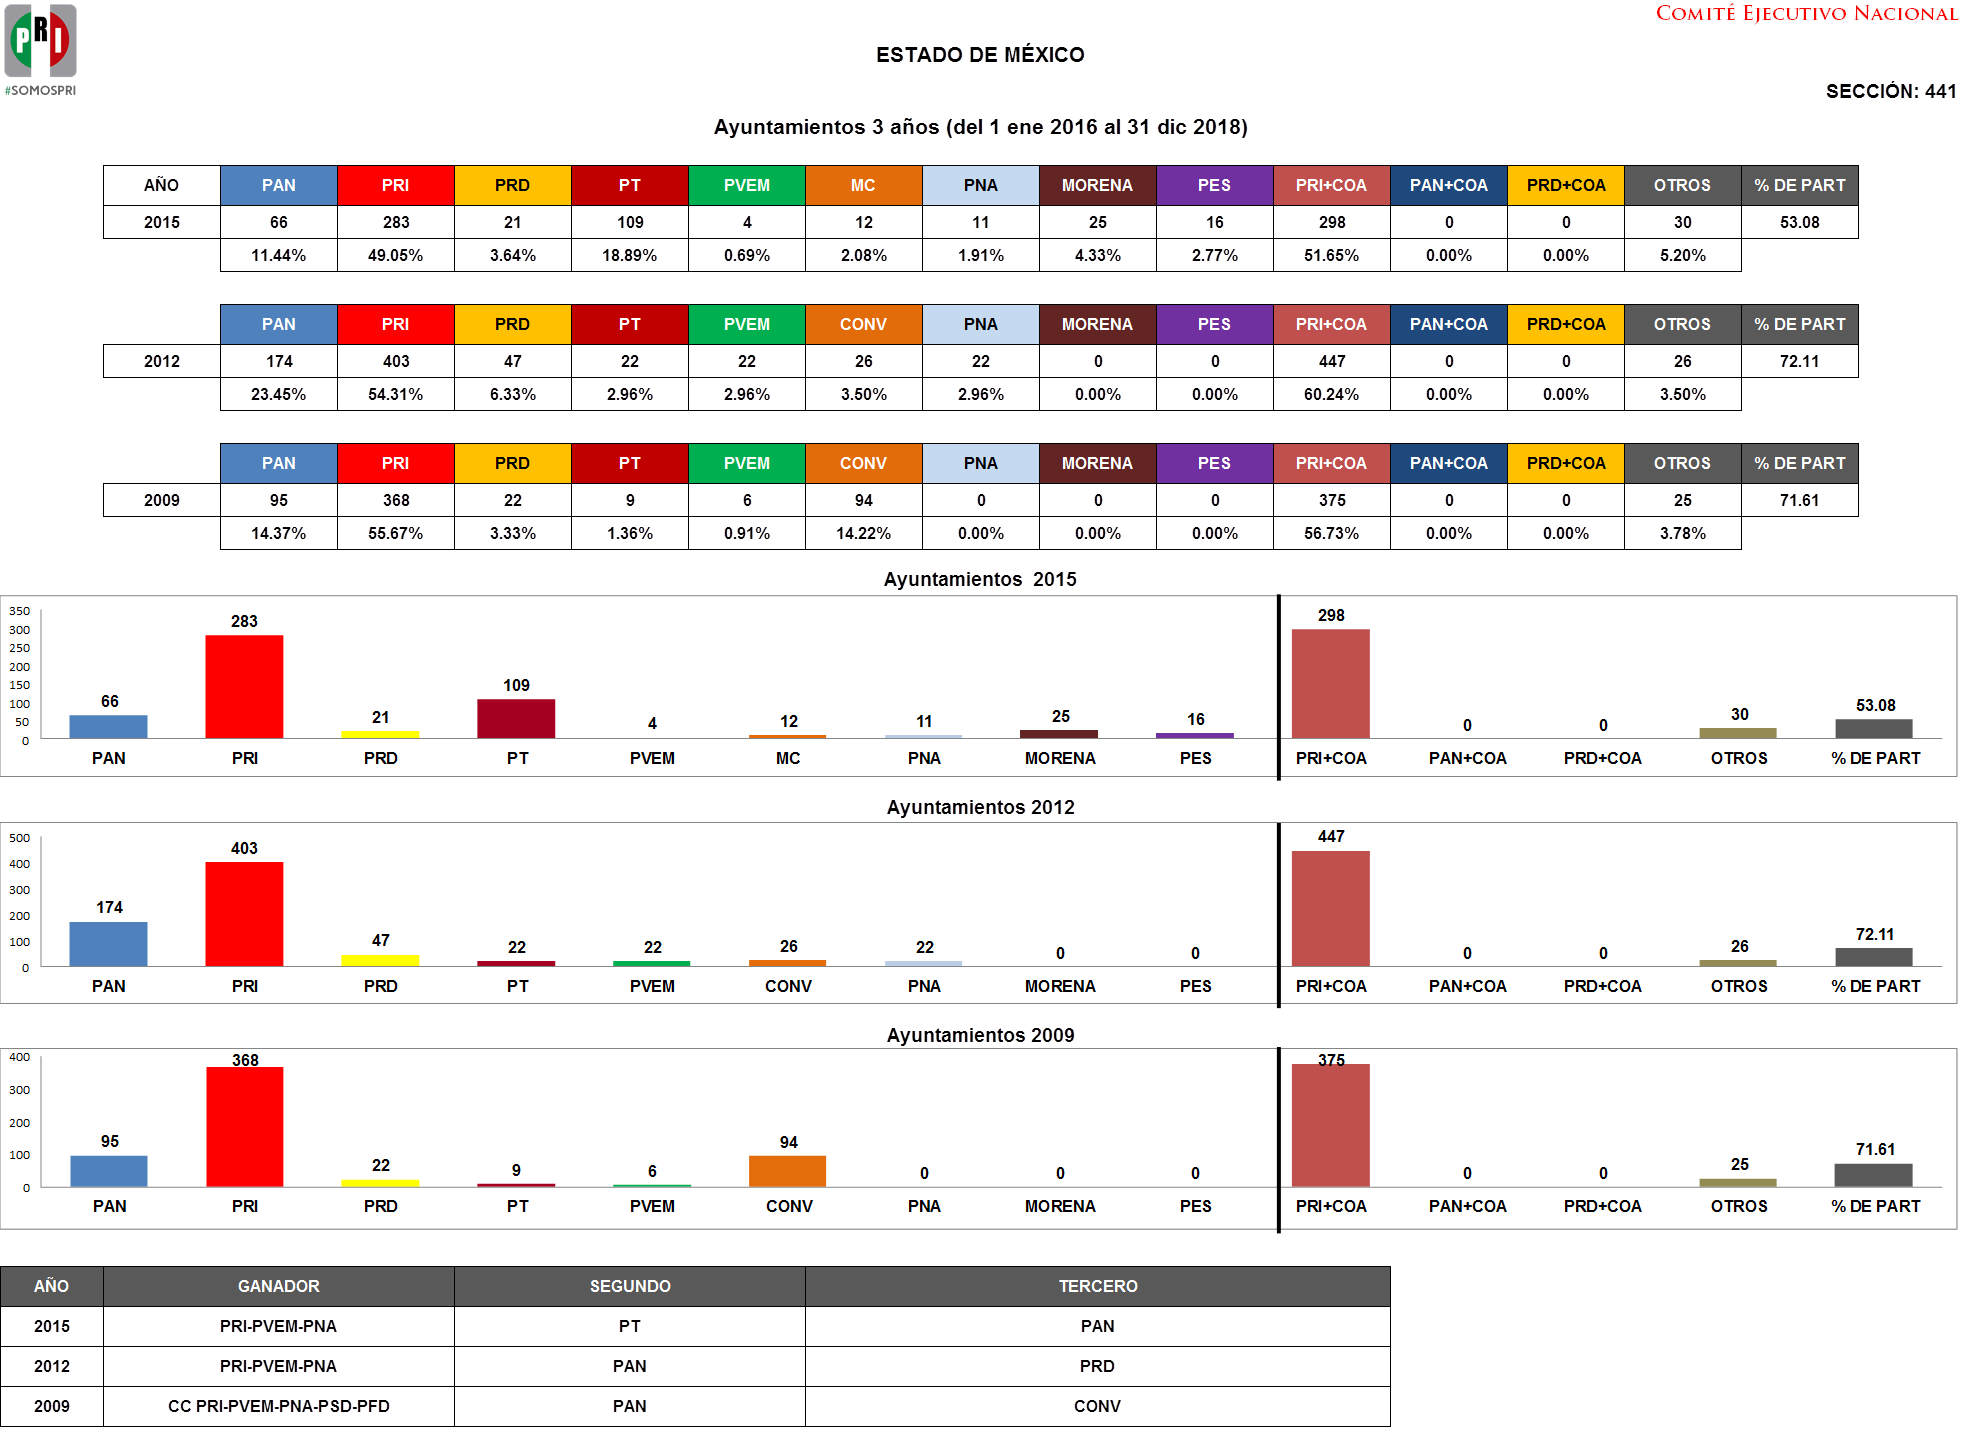 COMITÉ EJECUTIVO NACIONAL
PRI
#SOMOSPRI
ESTADO DE MÉXICO
SECCIÓN: 441
Ayuntamientos 3 años (del 1 ene 2016 al 31 dic 2018)
AÑO PAN PRI PRD PT PVEM MC PNA MORENA PES PRI+COA PAN+COA PRD+COA OTROS % DE PART
2015 66 283 21 109 4 12 11 25 16 298 0 0 30 53.08
11.44% 49.05% 3.64% 18.89% 0.69% 2.08% 1.91% 4.33% 2.77% 51.65% 0.00% 0.00% 5.20%
PAN PRI PRD PT PVEM CONV PNA MORENA PES PRI+COA PAN+COA PRD+COA OTROS % DE PART
2012 174 403 47 22 22 26 22 0 0 447 0 0 26 72.11
23.45% 54.31% 6.33% 2.96% 2.96% 3.50% 2.96% 0.00% 0.00% 60.24% 0.00% 0.00% 3.50%
PAN PRI PRD PT PVEM CONV PNA MORENA PES PRI+COA PAN+COA PRD+COA OTROS % DE PART
2009 95 368 22 9 6 94 0 0 0 375 0 0 25 71.61
14.37% 55.67% 3.33% 1.36% 0.91% 14.22% 0.00% 0.00% 0.00% 56.73% 0.00% 0.00% 3.78%
Ayuntamientos 2015
350
300
250
200
150
100
50
0
66 283 21 109 4 12 11 25 16 298 0 0 30 53.08
PAN PRI PRD PT PVEM MC PNA MORENA PES PRI+COA PAN+COA PRD+COA OTROS % DE PART
Ayuntamientos 2012
500
400
300
200
100
0
174 403 47 22 22 26 22 0 0 447 0 0 26 72.11
PAN PRI PRD PT PVEM CONV PNA MORENA PES PRI+COA PAN+COA PRD+COA OTROS % DE PART
Ayuntamientos 2009
400
300
200
100
0
95 368 22 9 6 94 0 0 0 375 0 0 25 71.61
PAN PRI PRD PT PVEM CONV PNA MORENA PES PRI+COA PAN+COA PRD+COA OTROS % DE PART
AÑO GANADOR SEGUNDO TERCERO
2015 PRI-PVEM-PNA PT PAN
2012 PRI-PVEM-PNA PAN PRD
2009 CC PRI-PVEM-PNA-PSD-PFD PAN CONV